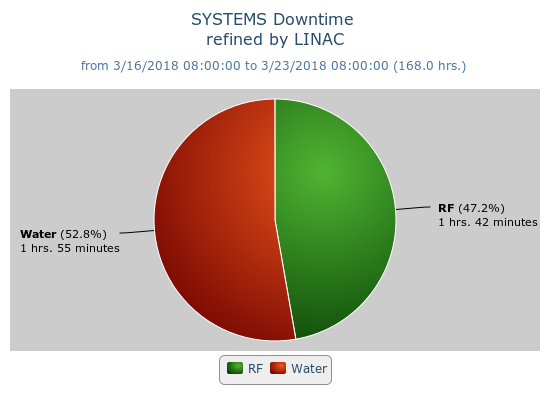 SYSTEMS Downtime
refined by LINAC
from 3/16/2018 08:00:00 to 3/23/2018 08:00:00 (168.0 hrs.)
RF (47.2%)
1 hrs. 42 minutes
Water (52.8%)
1 hrs. 55 minutes
RF Water